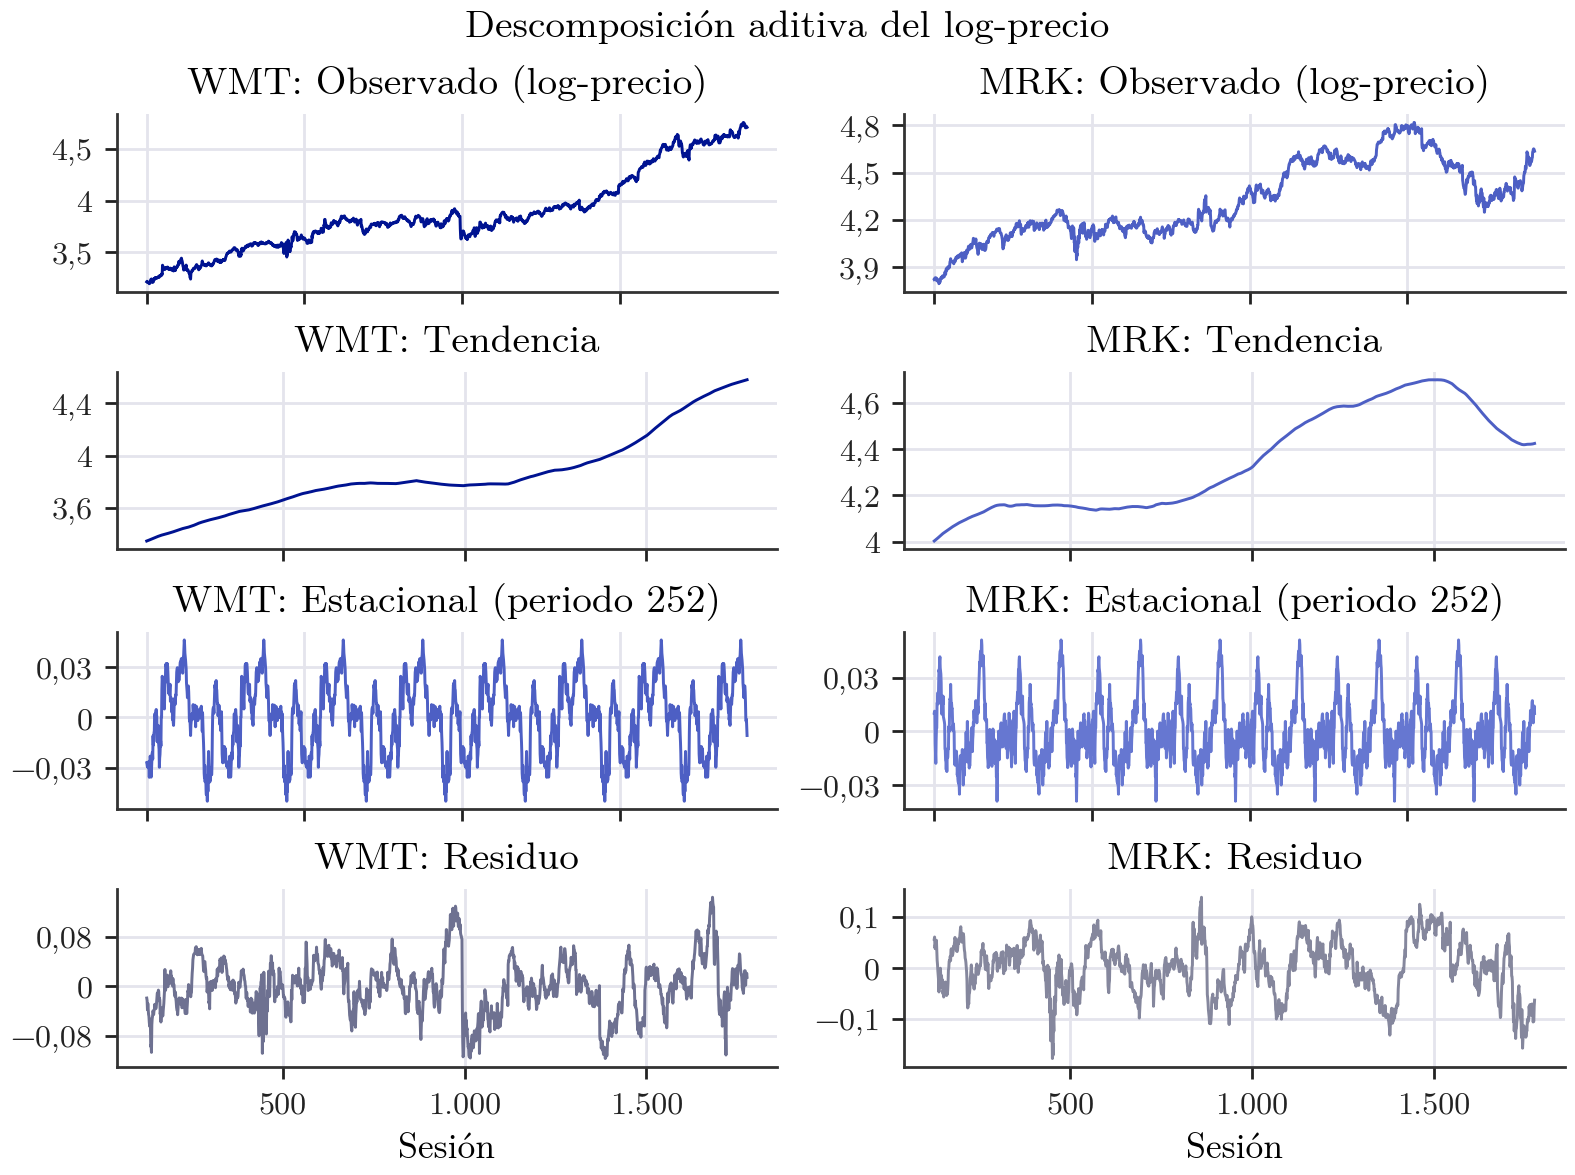 Descomposición aditiva del log-precio
WMT: Observado (log-precio)
4,5
4
3,5
MRK: Observado (log-precio)
4,8
4,5
4,2
3,9
WMT: Tendencia
4,4
4
3,6
MRK: Tendencia
4,6
4,4
4,2
4
WMT: Estacional (periodo 252)
0,03
0
−0,03
MRK: Estacional (periodo 252)
0,03
0
−0,03
WMT: Residuo
0,08
0
−0,08
500 1.000 1.500
Sesión
MRK: Residuo
0,1
0
−0,1
500 1.000 1.500
Sesión